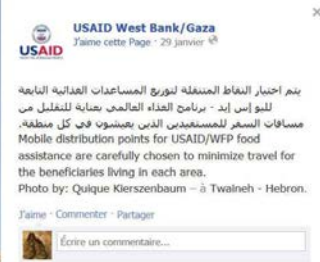 USAID West Bank/Gaza
J'aime cette Page · 29 janvier
USAID
يتم اختيار النقاط المتنقلة لتوزيع المساعدات الغذائية التابعة
لليو إس إيد - برنامج الغذاء العالمي بعناية للتقليل من
مسافات السفر للمستفيدين الذين يعيشون في كل منطقة.
Mobile distribution points for USAID/WFP food
assistance are carefully chosen to minimize travel for
the beneficiaries living in each area.
Photo by: Quique Kierszenbaum – à Twaineh - Hebron.
J'aime · Commenter · Partager
Écrire un commentaire...